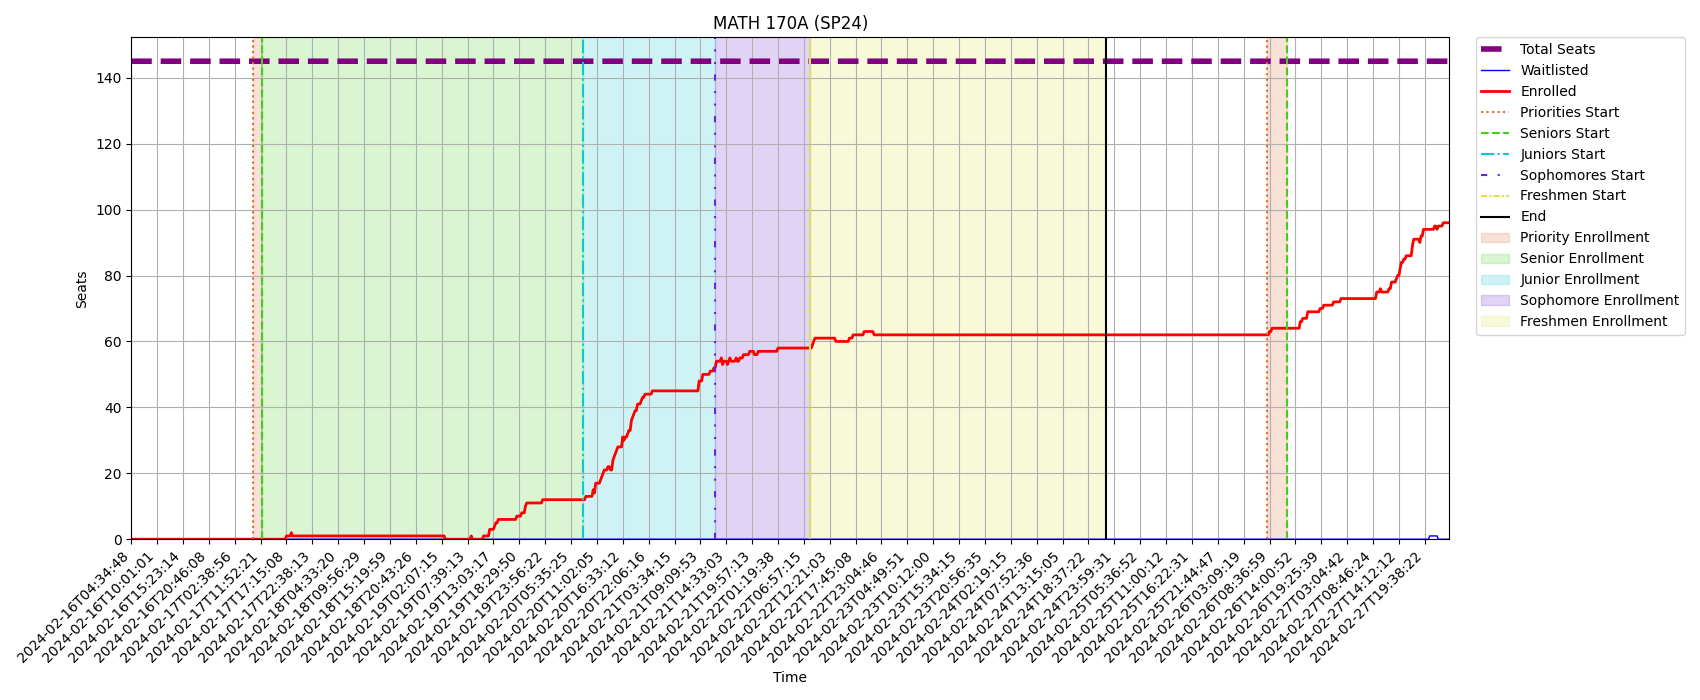 MATH 170A (SP24)
Total Seats
Waitlisted
Enrolled
Priorities Start
Seniors Start
Juniors Start
Sophomores Start
Freshmen Start
End
Priority Enrollment
Senior Enrollment
Junior Enrollment
Sophomore Enrollment
Freshmen Enrollment
Seats
140
120
100
80
60
40
20
0
2024-02-16T04:34:48
2024-02-16T10:01:01
2024-02-16T15:23:14
2024-02-16T20:46:08
2024-02-17T02:38:56
2024-02-17T11:52:21
2024-02-17T17:15:08
2024-02-17T22:38:13
2024-02-18T04:33:20
2024-02-18T09:56:29
2024-02-18T15:19:59
2024-02-18T20:43:26
2024-02-19T02:07:15
2024-02-19T07:39:13
2024-02-19T13:03:17
2024-02-19T18:29:50
2024-02-19T23:56:22
2024-02-20T05:35:25
2024-02-20T11:02:05
2024-02-20T16:33:12
2024-02-20T22:06:16
2024-02-21T03:34:15
2024-02-21T09:09:53
2024-02-21T14:33:03
2024-02-21T19:57:13
2024-02-22T01:19:38
2024-02-22T06:57:15
2024-02-22T12:21:03
2024-02-22T17:45:08
2024-02-22T23:04:46
2024-02-23T04:49:51
2024-02-23T10:12:00
2024-02-23T15:34:15
2024-02-23T20:56:35
2024-02-24T02:19:15
2024-02-24T07:52:36
2024-02-24T13:15:05
2024-02-24T18:37:22
2024-02-24T23:59:31
2024-02-25T05:36:52
2024-02-25T11:00:12
2024-02-25T16:22:31
2024-02-25T21:44:47
2024-02-26T03:09:19
2024-02-26T08:36:59
2024-02-26T14:00:52
2024-02-26T19:25:39
2024-02-27T03:04:42
2024-02-27T08:46:24
2024-02-27T14:12:12
2024-02-27T19:38:22
Time